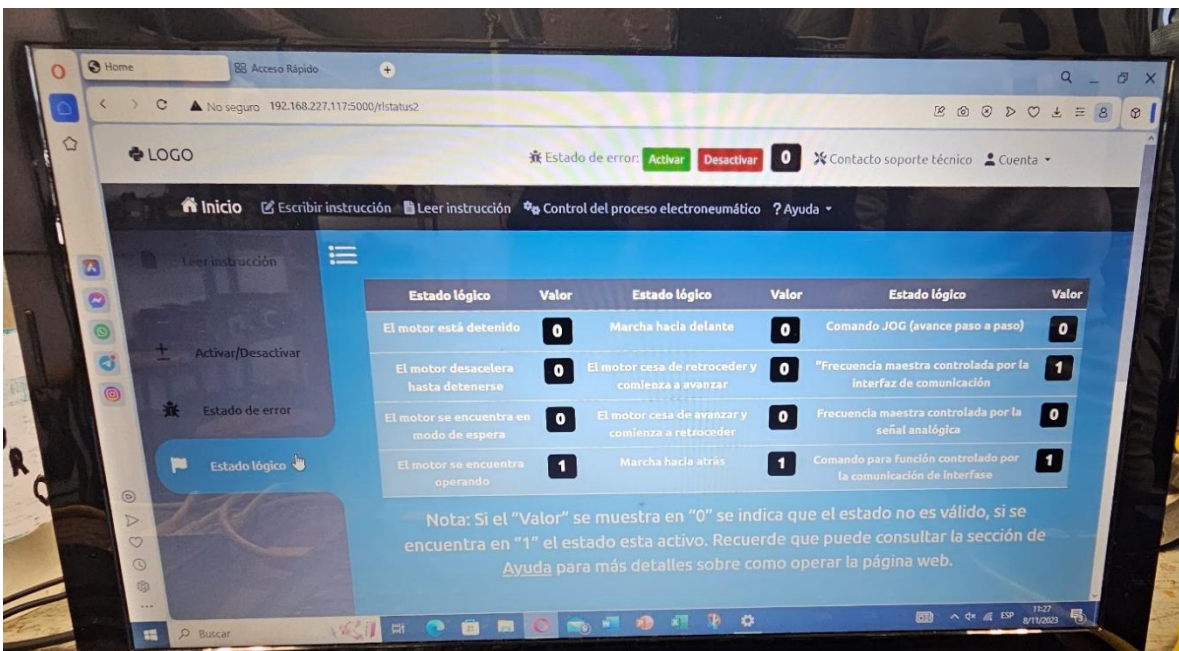 Home
Acceso Rápido
No seguro 192.168.227.117:5000/rlstatus2
LOGO
Estado de error: Activar Desactivar 0 Contacto soporte técnico Cuenta
Inicio Escribir instrucción Leer instrucción Control del proceso electroneumático ? Ayuda
Leer instrucción
Activar/Desactivar
Estado de error
Estado lógico
Estado lógico Valor Estado lógico Valor Estado lógico Valor
El motor está detenido 0 Marcha hacia delante 0 Comando JOG (avance paso a paso) 0
El motor desacelera
hasta detenerse
0
El motor cesa de retroceder y
comienza a avanzar
0
"Frecuencia maestra controlada por la
interfaz de comunicación
1
El motor se encuentra en
modo de espera
0
El motor cesa de avanzar y
comienza a retroceder
0
Frecuencia maestra controlada por la
señal analógica
0
El motor se encuentra
operando
1
Marcha hacia atrás
1
Comando para función controlado por
la comunicación de interfase
1
Nota: Si el "Valor" se muestra en "0" se indica que el estado no es válido, si se
encuentra en "1" el estado esta activo. Recuerde que puede consultar la sección de
Ayuda para más detalles sobre como operar la página web.
Buscar
ESP
11:27
8/11/2023